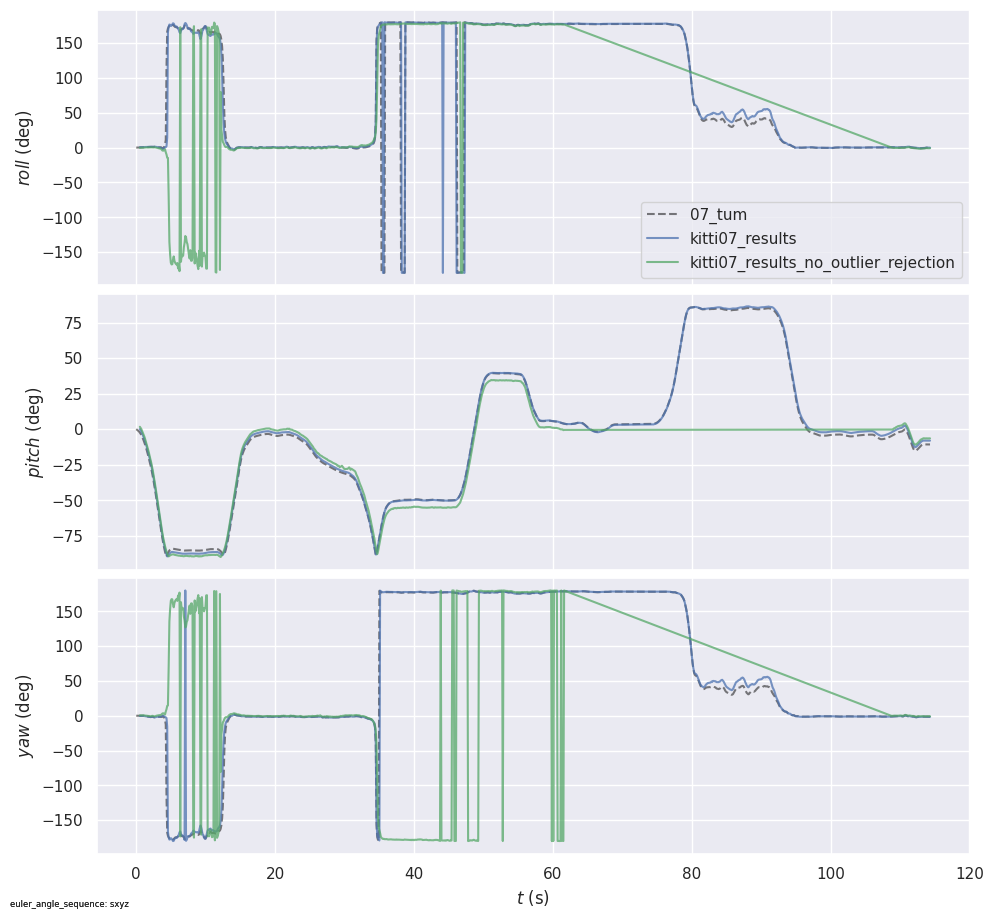 150
100
50
0
−50
−100
−150
roll (deg)
07_tum
kitti07_results
kitti07_results_no_outlier_rejection
75
50
25
0
−25
−50
−75
pitch (deg)
150
100
50
0
−50
−100
−150
yaw (deg)
0 20 40 60 80 100 120
t (s)
euler_angle_sequence: sxyz